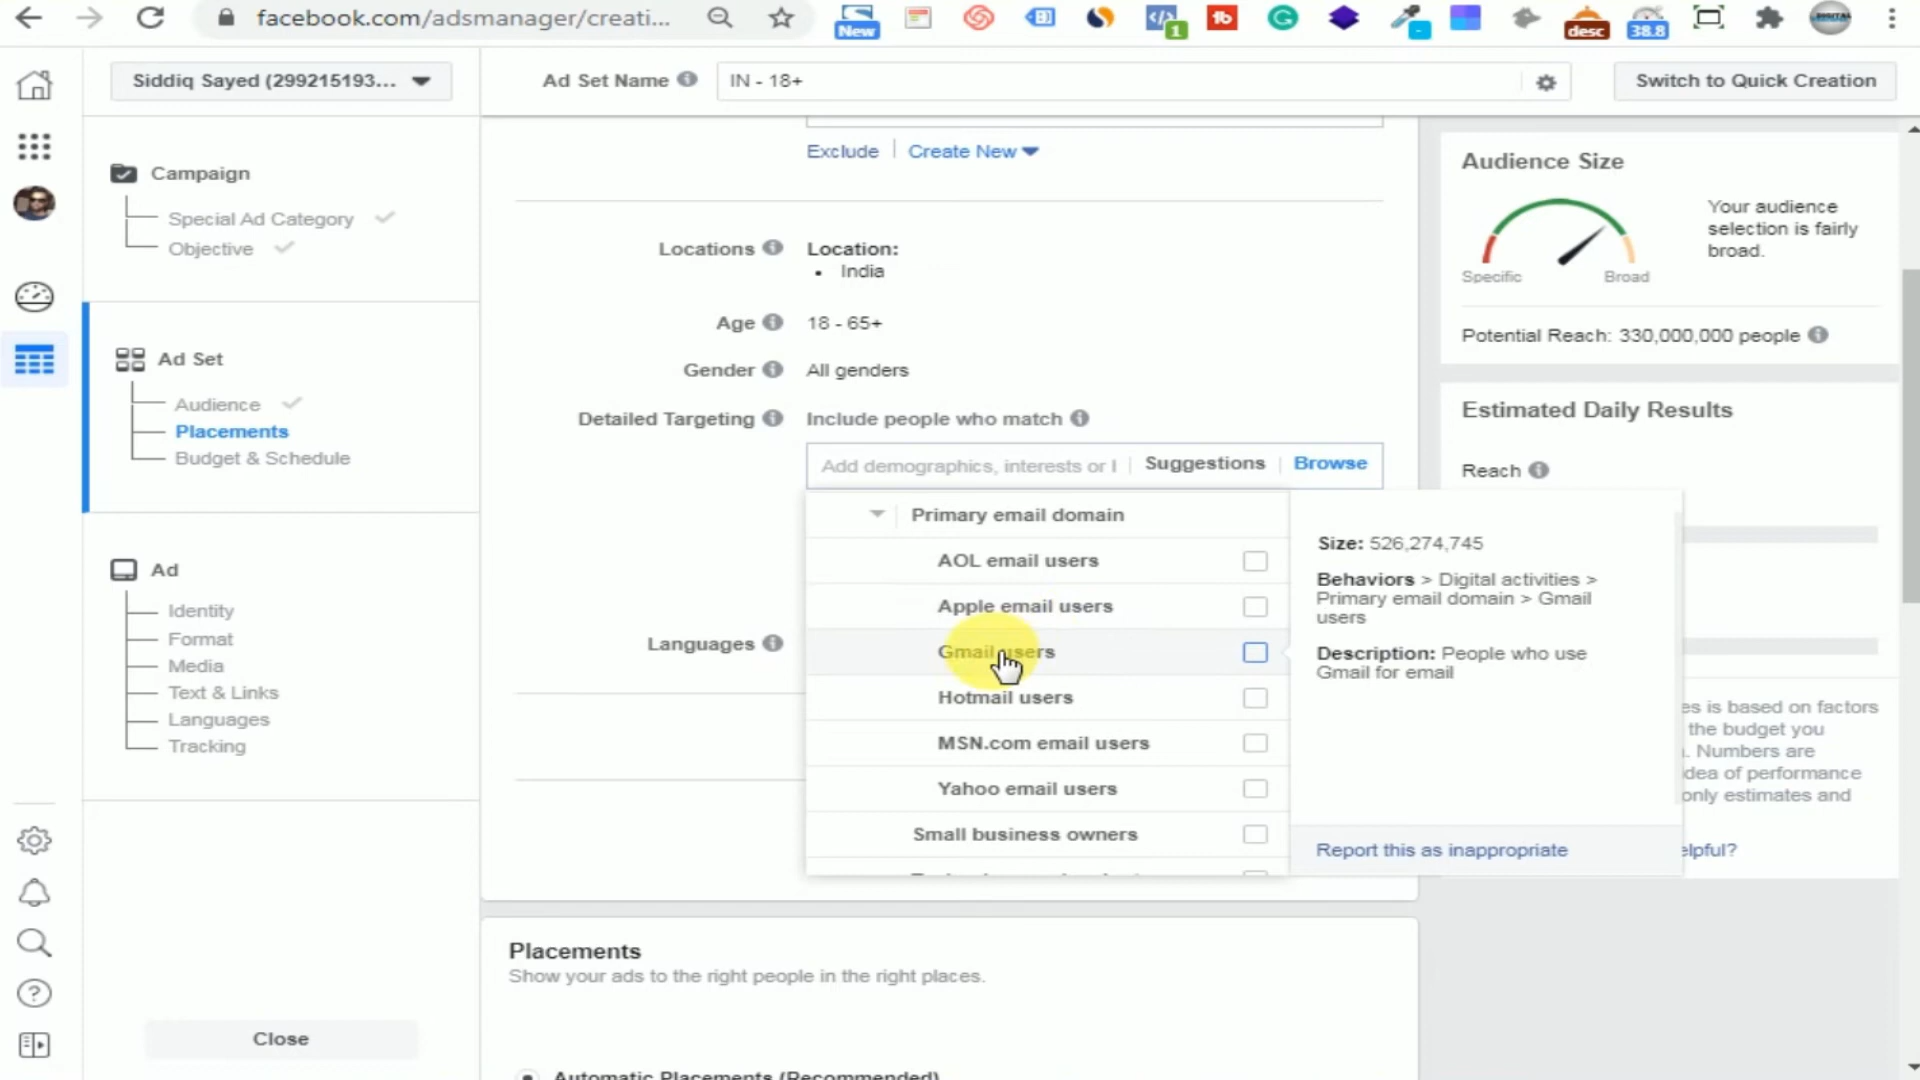 facebook.com/adsmanager/creati...
New
1
desc
38.8
Siddiq Sayed (299215193...
Ad Set Name
IN - 18+
Switch to Quick Creation
Campaign
Special Ad Category
Objective
Ad Set
Audience
Placements
Budget & Schedule
Ad
Identity
Format
Media
Text & Links
Languages
Tracking
Close
Exclude
Create New
Locations
Location:
• India
Age
18 - 65+
Gender
All genders
Detailed Targeting
Include people who match
Add demographics, interests or
Suggestions
Browse
Languages
Primary email domain
AOL email users
Apple email users
Gmail users
Hotmail users
MSN.com email users
Yahoo email users
Small business owners
Size: 526,274,745
Behaviors > Digital activities >
Primary email domain > Gmail
users
Description: People who use
Gmail for email
Report this as inappropriate
Audience Size
Specific
Broad
Your audience
selection is fairly
broad.
Potential Reach: 330,000,000 people
Estimated Daily Results
Reach
es is based on factors
the budget you
Numbers are
dea of performance
only estimates and
elpful?
Placements
Show your ads to the right people in the right places.
Automatic Placements (Recommended)